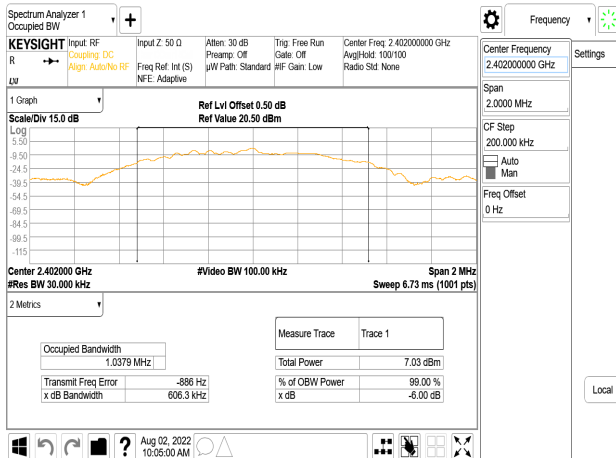 Spectrum Analyzer 1
Occupied BW
Frequency
KEYSIGHT
R
LXI
Input: RF
Coupling: DC
Align: Auto/No RF
Input Z: 50 Ω
Freq Ref: Int (S)
NFE: Adaptive
Atten: 30 dB
Preamp: Off
µW Path: Standard
Trig: Free Run
Gate: Off
#IF Gain: Low
Center Freq: 2.402000000 GHz
Avg|Hold: 100/100
Radio Std: None
Center Frequency
2.402000000 GHz
Settings
Span
2.0000 MHz
CF Step
200.000 kHz
Auto
Man
Freq Offset
0 Hz
1 Graph
Scale/Div 15.0 dB
Ref Lvl Offset 0.50 dB
Ref Value 20.50 dBm
Log
5.50
-9.50
-24.5
-39.5
-54.5
-69.5
-84.5
-99.5
-115
Center 2.402000 GHz
#Video BW 100.00 kHz
Span 2 MHz
#Res BW 30.000 kHz
Sweep 6.73 ms (1001 pts)
2 Metrics
Measure Trace Trace 1
Occupied Bandwidth
1.0379 MHz
Total Power 7.03 dBm
Transmit Freq Error -886 Hz
% of OBW Power 99.00 %
x dB Bandwidth 606.3 kHz
x dB -6.00 dB
Local
?
Aug 02, 2022
10:05:00 AM